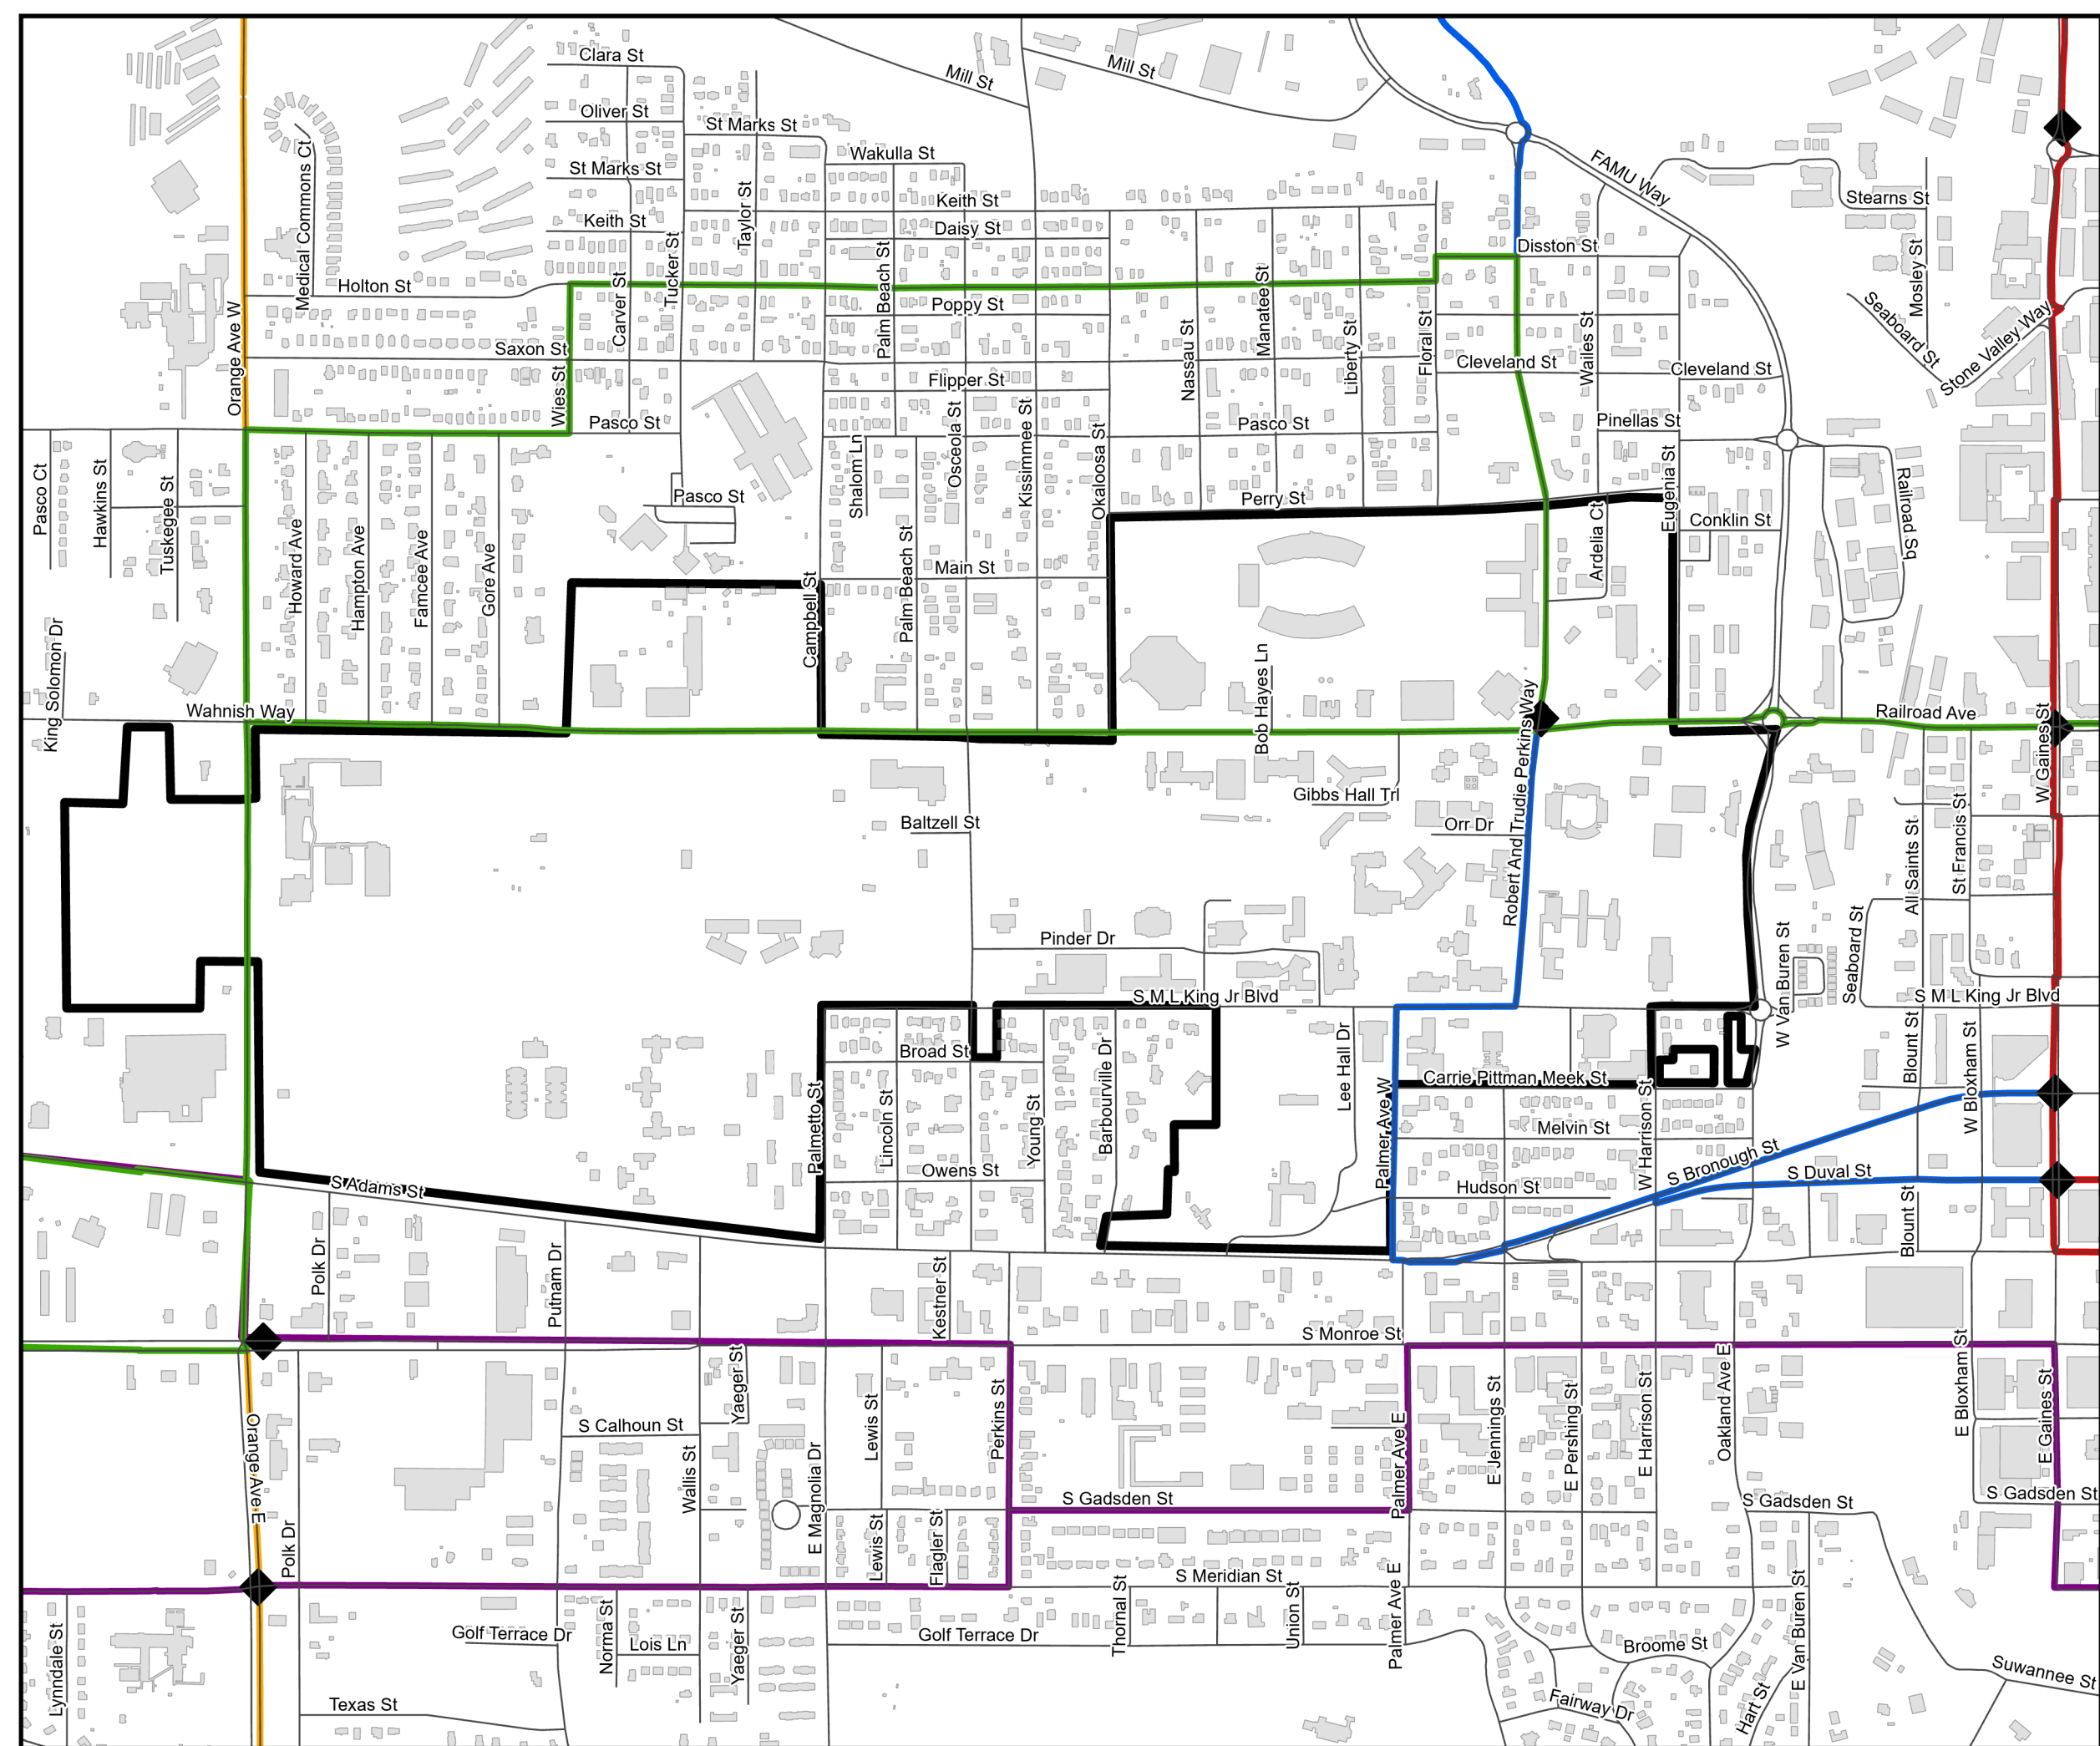 Clara St
Mill St
Mill St
Oliver St
St Marks St
Wakulla St
St Marks St
FAMU Way
Medical Commons Ct
Stearns St
Keith St
Taylor St
Keith St
Daisy St
Disston St
Mosley St
Tucker St
Palm Beach St
Holton St
Carver St
Manatee St
Poppy St
Seaboard St
Stone Valley Way
Orange Ave W
Saxon St
Nassau St
Liberty St
Floral St
Wailes St
Cleveland St
Cleveland St
Flipper St
Wies St
Pasco St
Pasco St
Pinellas St
Osceola St
Kissimmee St
Okaloosa St
Shalom Ln
Eugenia St
Railroad Sq
Pasco Ct
Hawkins St
Tuskegee St
Pasco St
Perry St
Conklin St
Howard Ave
Hampton Ave
Famcee Ave
Gore Ave
Ardelia Ct
Main St
Palm Beach St
Campbell St
King Solomon Dr
Bob Hayes Ln
Wahnish Way
Railroad Ave
W Gaines St
Robert And Trudie Perkins Way
Gibbs Hall Trl
Baltzell St
Orr Dr
All Saints St
St Francis St
Pinder Dr
W Van Buren St
Seaboard St
S M L King Jr Blvd
S M L King Jr Blvd
Broad St
Barbourville Dr
Lee Hall Dr
Blount St
W Bloxham St
Carrie Pittman Meek St
Palmetto St
Lincoln St
Young St
Palmer Ave W
Melvin St
W Harrison St
S Bronough St
S Duval St
Owens St
S Adams St
Hudson St
Blount St
Polk Dr
Putnam Dr
Kestner St
S Monroe St
Yaeger St
Lewis St
Perkins St
Palmer Ave E
E Jennings St
E Pershing St
E Harrison St
Oakland Ave E
E Bloxham St
E Gaines St
Orange Ave E
S Calhoun St
Wallis St
E Magnolia Dr
S Gadsden St
S Gadsden St
S Gadsden St
Polk Dr
Lewis St
Flagler St
S Meridian St
Thornal St
Union St
Palmer Ave E
E Van Buren St
Lynndale St
Golf Terrace Dr
Norma St
Lois Ln
Yaeger St
Golf Terrace Dr
Broome St
Suwannee St
Texas St
Fairway Dr
Hart St